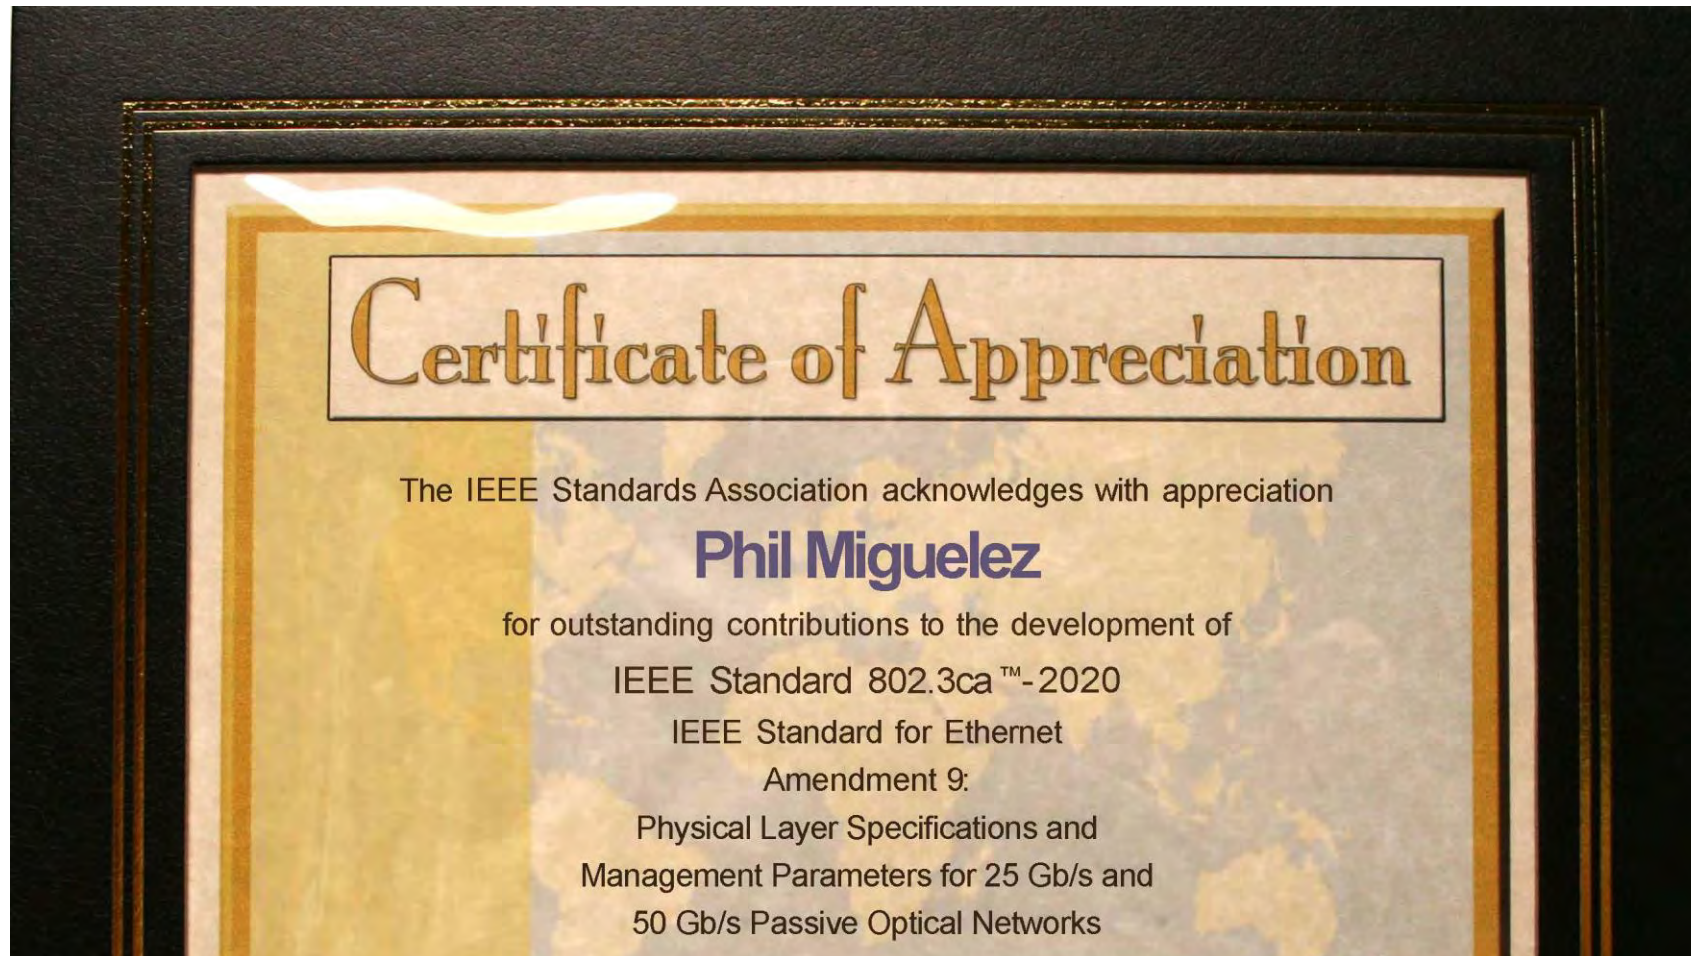 Certificate of Appreciation
The IEEE Standards Association acknowledges with appreciation
Phil Miguelez
for outstanding contributions to the development of
IEEE Standard 802.3ca™-2020
IEEE Standard for Ethernet
Amendment 9:
Physical Layer Specifications and
Management Parameters for 25 Gb/s and
50 Gb/s Passive Optical Networks